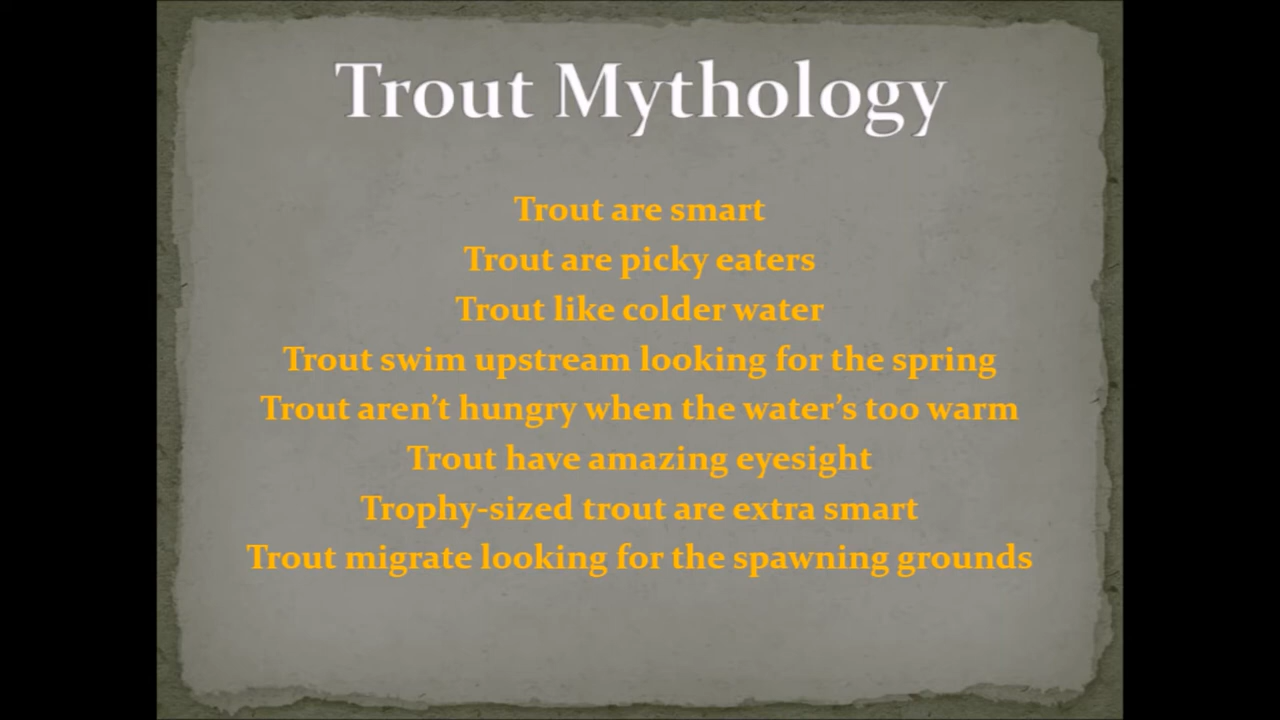 Trout Mythology
Trout are smart
Trout are picky eaters
Trout like colder water
Trout swim upstream looking for the spring
Trout aren’t hungry when the water’s too warm
Trout have amazing eyesight
Trophy-sized trout are extra smart
Trout migrate looking for the spawning grounds